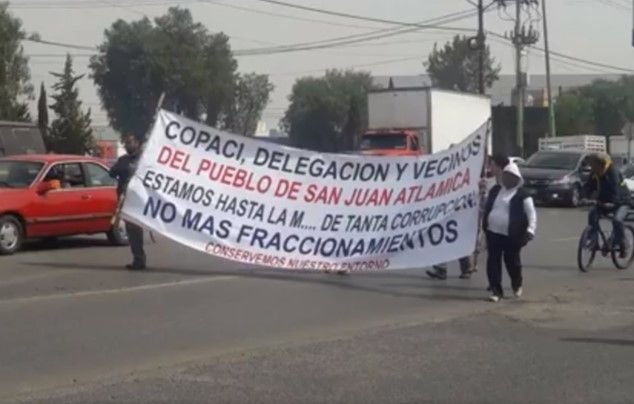 COPACI, DELEGACION Y VECINOS
DEL PUEBLO DE SAN JUAN ATLAMICA
ESTAMOS HASTA LA M.... DE TANTA CORRUPCION
NO MAS FRACCIONAMIENTOS
CONSERVEMOS NUESTRO ENTORNO